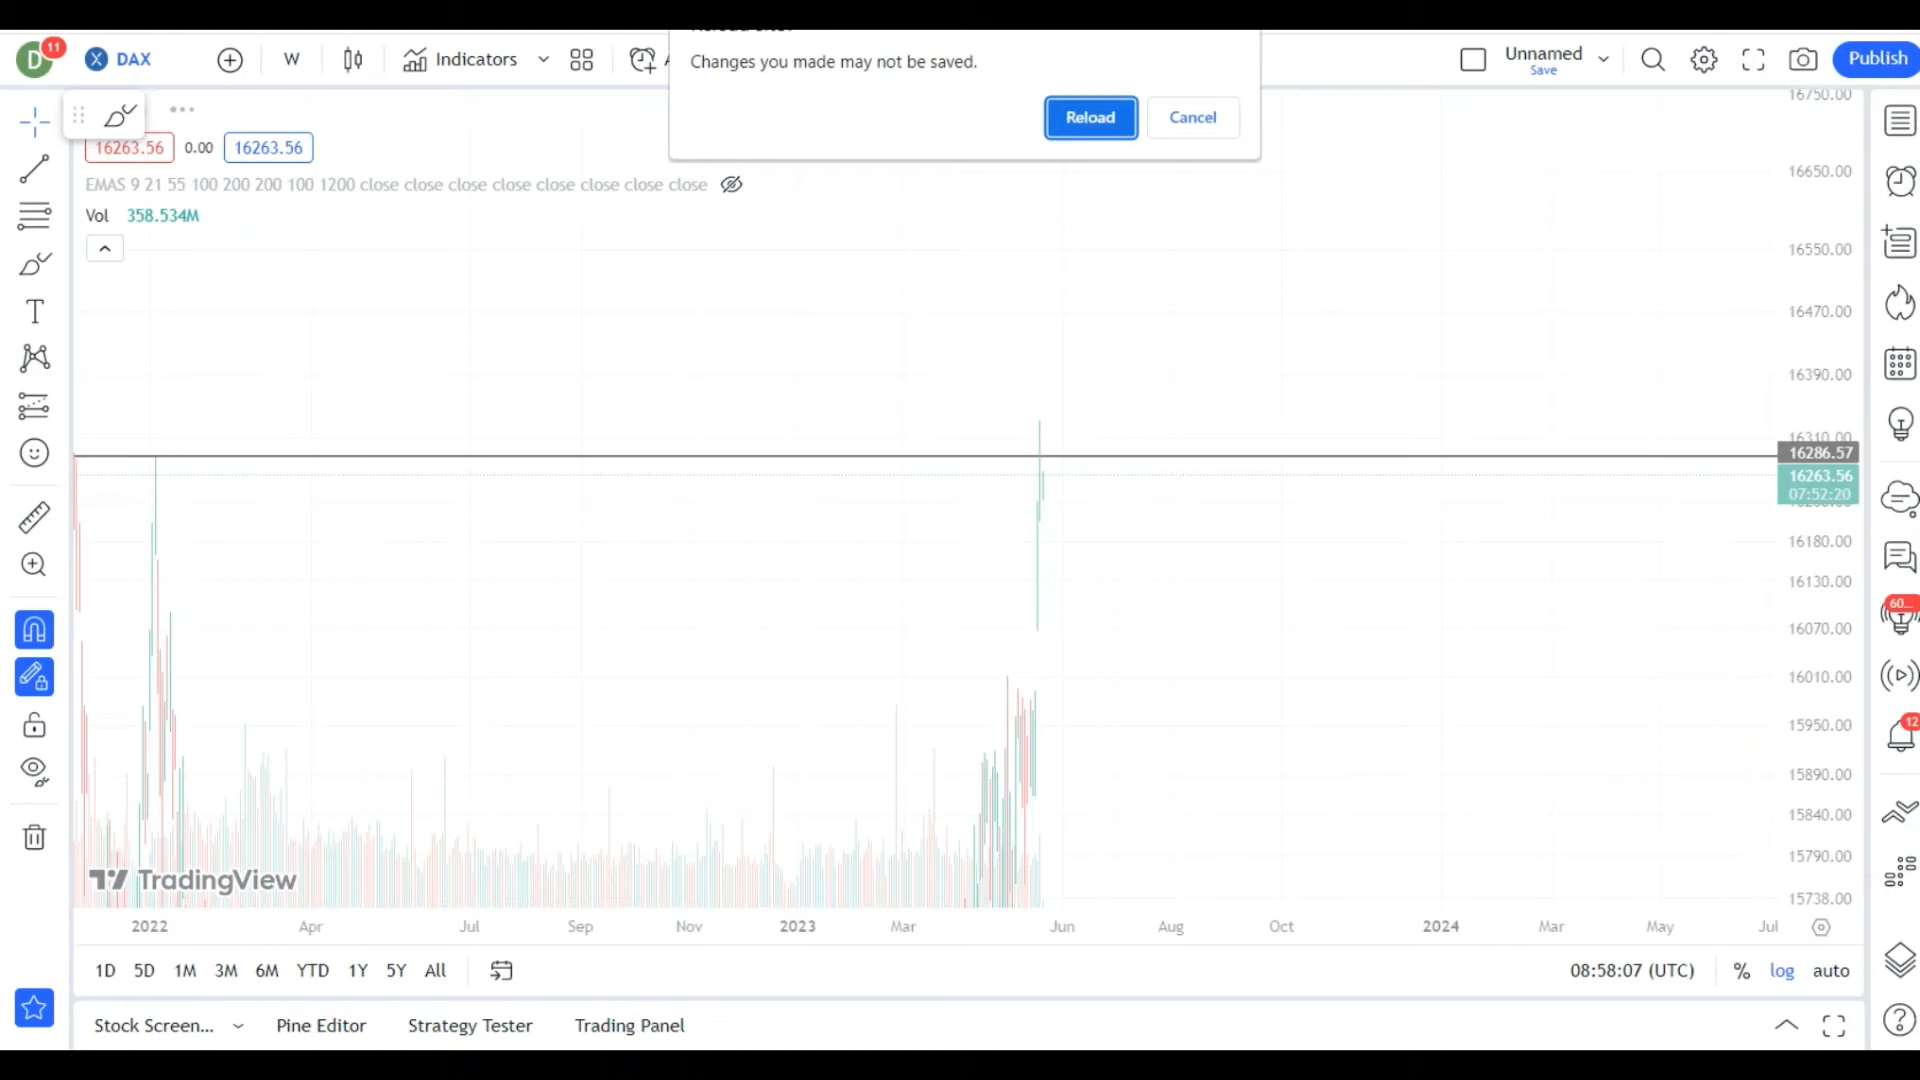 D 11 DAX W Indicators Unnamed Save Publish
Changes you made may not be saved.
Reload Cancel
16263.56 0.00 16263.56
EMAS 9 21 55 100 200 200 100 1200 close close close close close close close close
Vol 358.534M
16750.00
16650.00
16550.00
16470.00
16390.00
16310.00
16286.57
16263.56
07:52:20
16180.00
16130.00
60...
16070.00
16010.00
15950.00
12
15890.00
15840.00
15790.00
15738.00
TradingView
2022 Apr Jul Sep Nov 2023 Mar Jun Aug Oct 2024 Mar May Jul
1D 5D 1M 3M 6M YTD 1Y 5Y All 08:58:07 (UTC) % log auto
Stock Screen... Pine Editor Strategy Tester Trading Panel